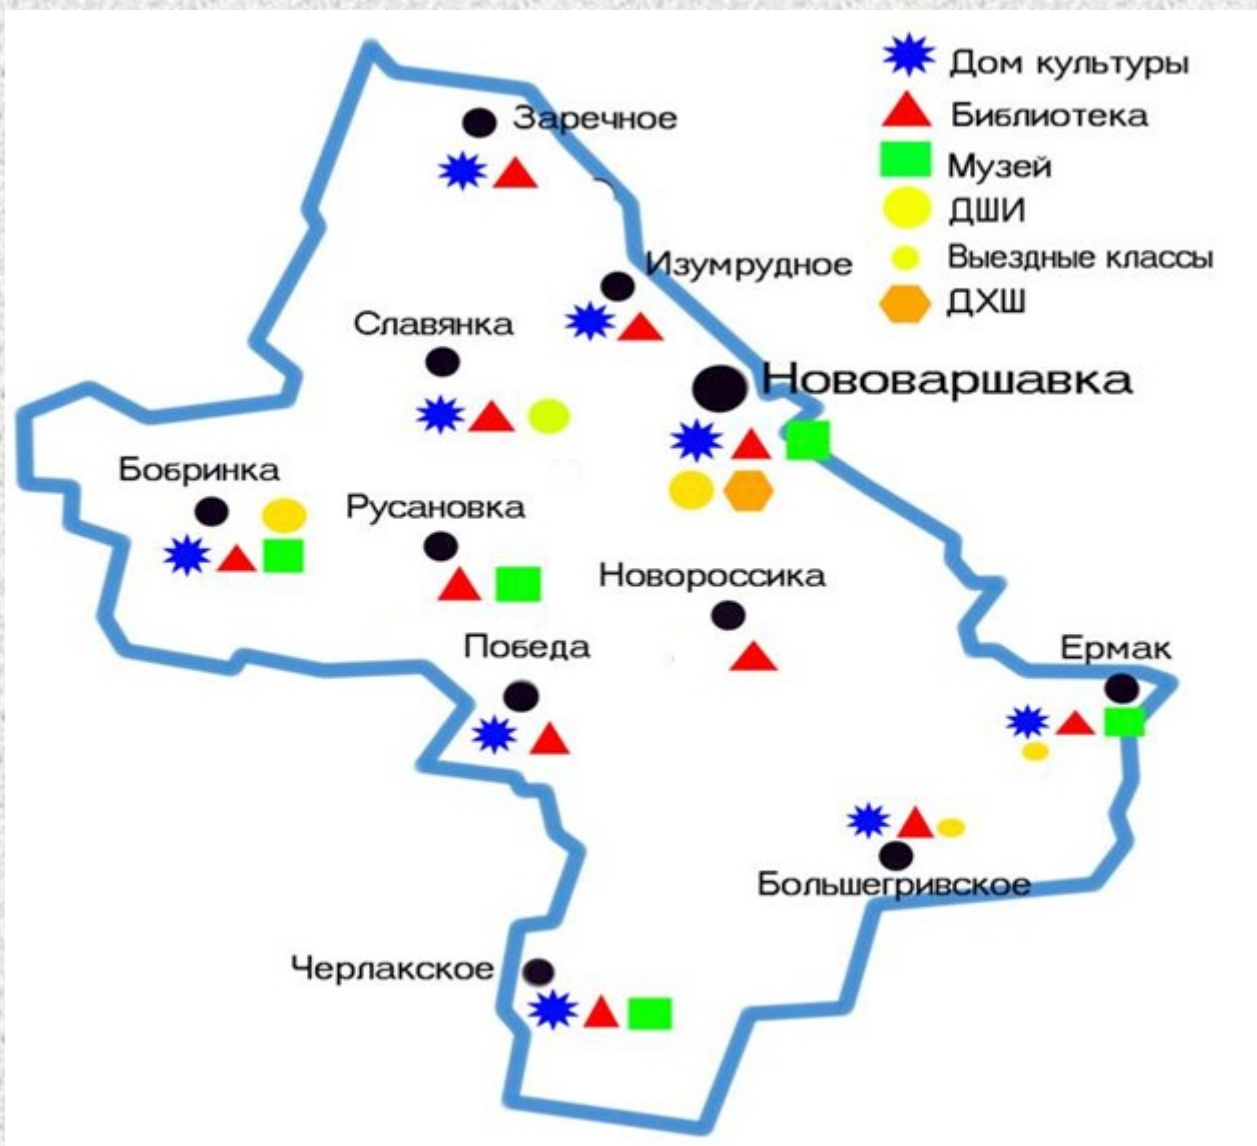 Дом культуры
Библиотека
Музей
ДШИ
Выездные классы
ДХШ
Заречное
Изумрудное
Славянка
Нововаршавка
Бобринка
Русановка
Новороссика
Победа
Ермак
Большегривское
Черлакское